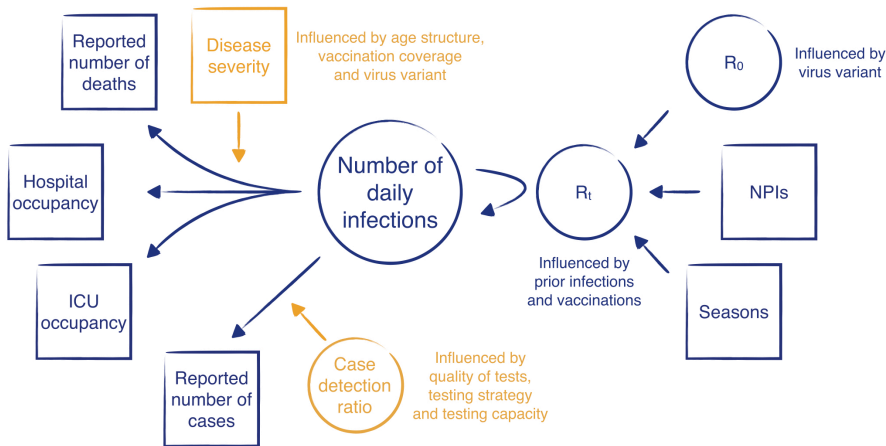 Reported
number of
deaths
Disease
severity
Influenced by age structure,
vaccination coverage
and virus variant
R₀
Influenced by
virus variant
Hospital
occupancy
Number of
daily
infections
Rₜ
NPIs
Influenced by
prior infections
and vaccinations
ICU
occupancy
Seasons
Reported
number of
cases
Case
detection
ratio
Influenced by
quality of tests,
testing strategy
and testing capacity